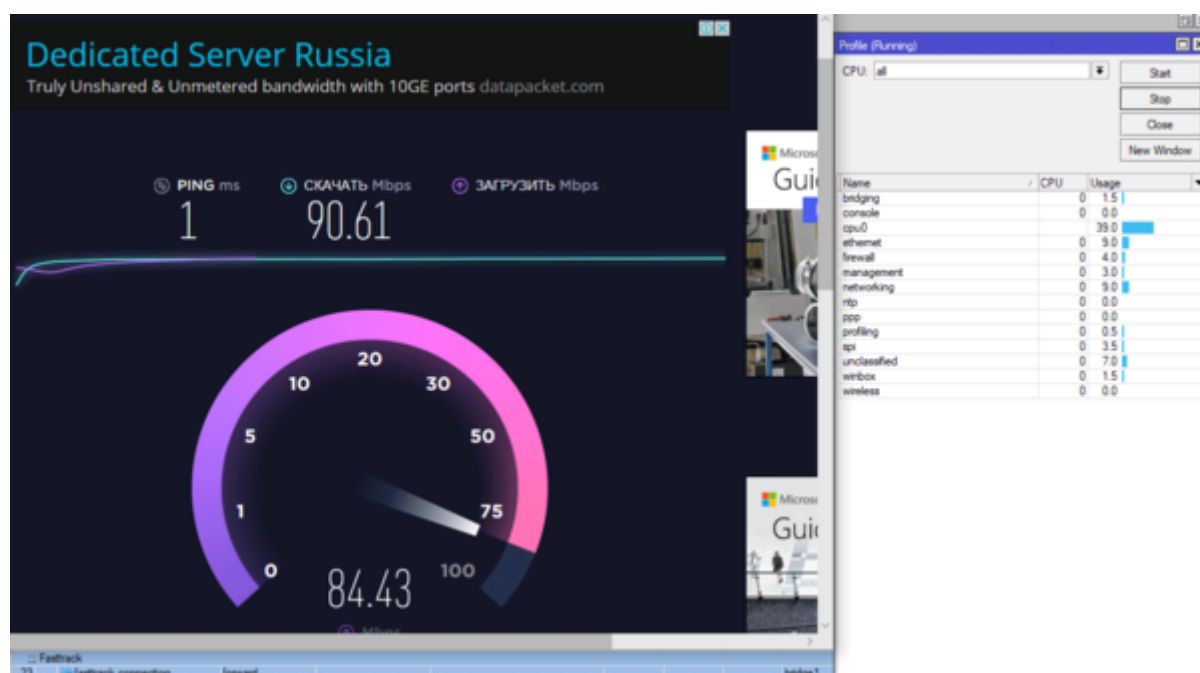 Dedicated Server Russia
Truly Unshared & Unmetered bandwidth with 10GE ports datapacket.com
PING ms
СКАЧАТЬ Mbps
ЗАГРУЗИТЬ Mbps
1
90.61
0
1
5
10
20
30
50
75
100
84.43
Mbps
Microso
Gui
Microso
Gui
Fasttrack
Profile (Running)
CPU: all
Start
Stop
Close
New Window
Name CPU Usage
bridging 0 1.5
console 0 0.0
cpu0 39.0
ethernet 0 9.0
firewall 0 4.0
management 0 3.0
networking 0 9.0
ntp 0 0.0
ppp 0 0.0
profiling 0 0.5
spi 0 3.5
unclassified 0 7.0
winbox 0 1.5
wireless 0 0.0